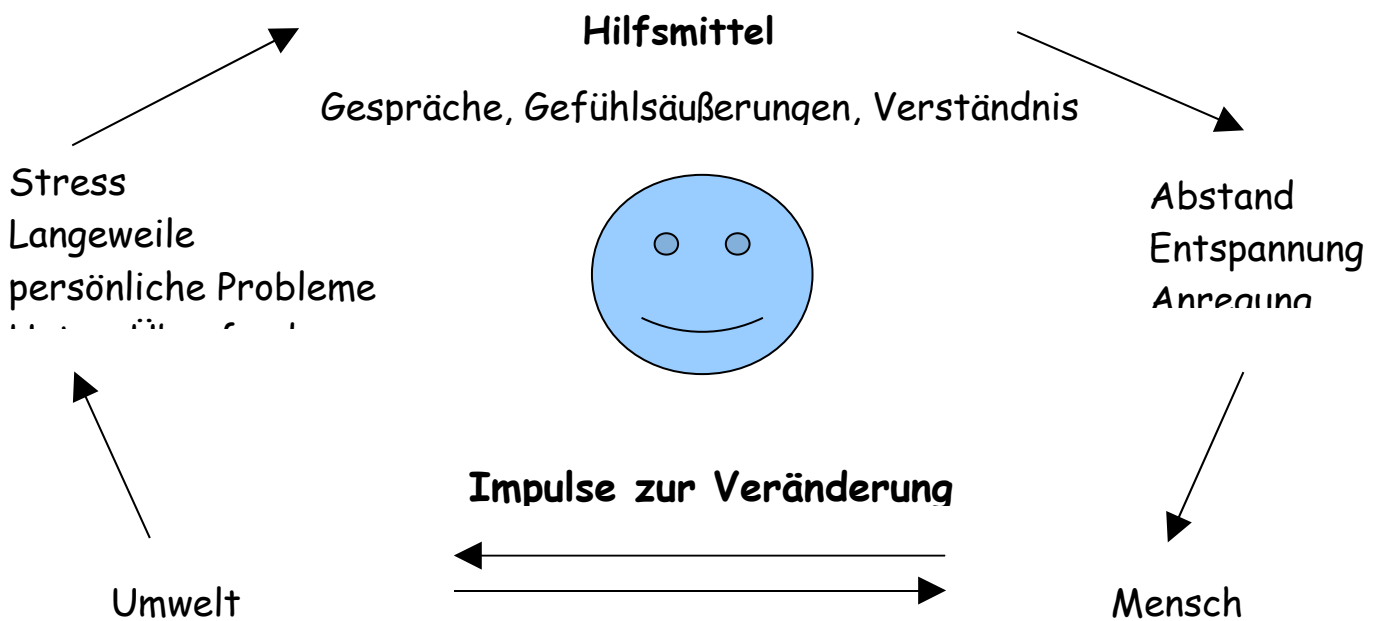 Hilfsmittel
Gespräche, Gefühlsäußerungen, Verständnis
Stress
Langeweile
persönliche Probleme
Abstand
Entspannung
Anregung
Impulse zur Veränderung
Umwelt
Mensch